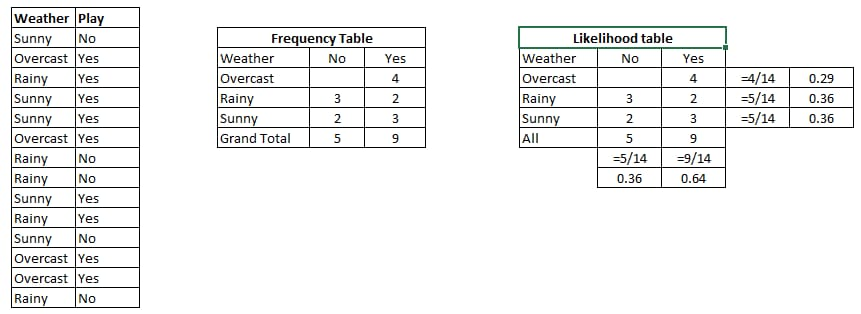 Weather Play
Sunny No
Overcast Yes
Rainy Yes
Sunny Yes
Sunny Yes
Overcast Yes
Rainy No
Rainy No
Sunny Yes
Rainy Yes
Sunny No
Overcast Yes
Overcast Yes
Rainy No
Frequency Table
Weather No Yes
Overcast 4
Rainy 3 2
Sunny 2 3
Grand Total 5 9
Likelihood table
Weather No Yes
Overcast 4 =4/14 0.29
Rainy 3 2 =5/14 0.36
Sunny 2 3 =5/14 0.36
All 5 9
=5/14 =9/14
0.36 0.64